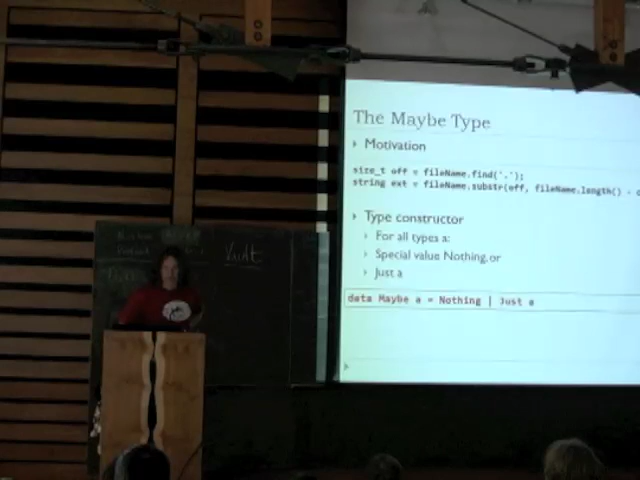 The Maybe Type
Motivation
size_t off = fileName.find('.');
string ext = fileName.substr(off, fileName.length() -
Type constructor
For all types a:
Special value Nothing, or
Just a
data Maybe a = Nothing | Just a